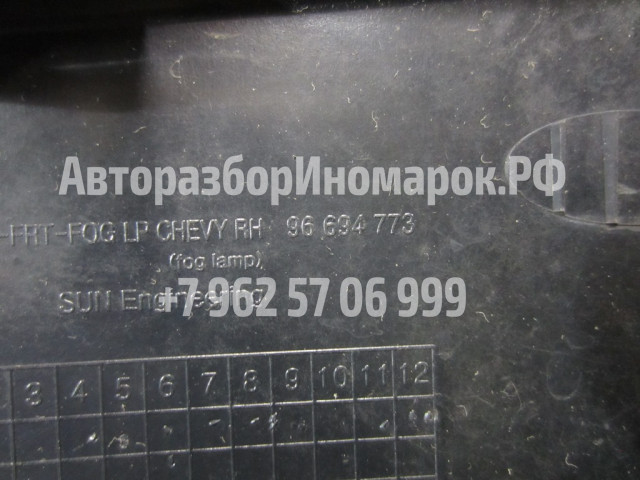 АвторазборИномарок.РФ
-FRT-FOG LP CHEVY RH 96 694 773
(fog lamp)
SUN Engineering
+7 962 57 06 999
3 4 5 6 7 8 9 10 11 12